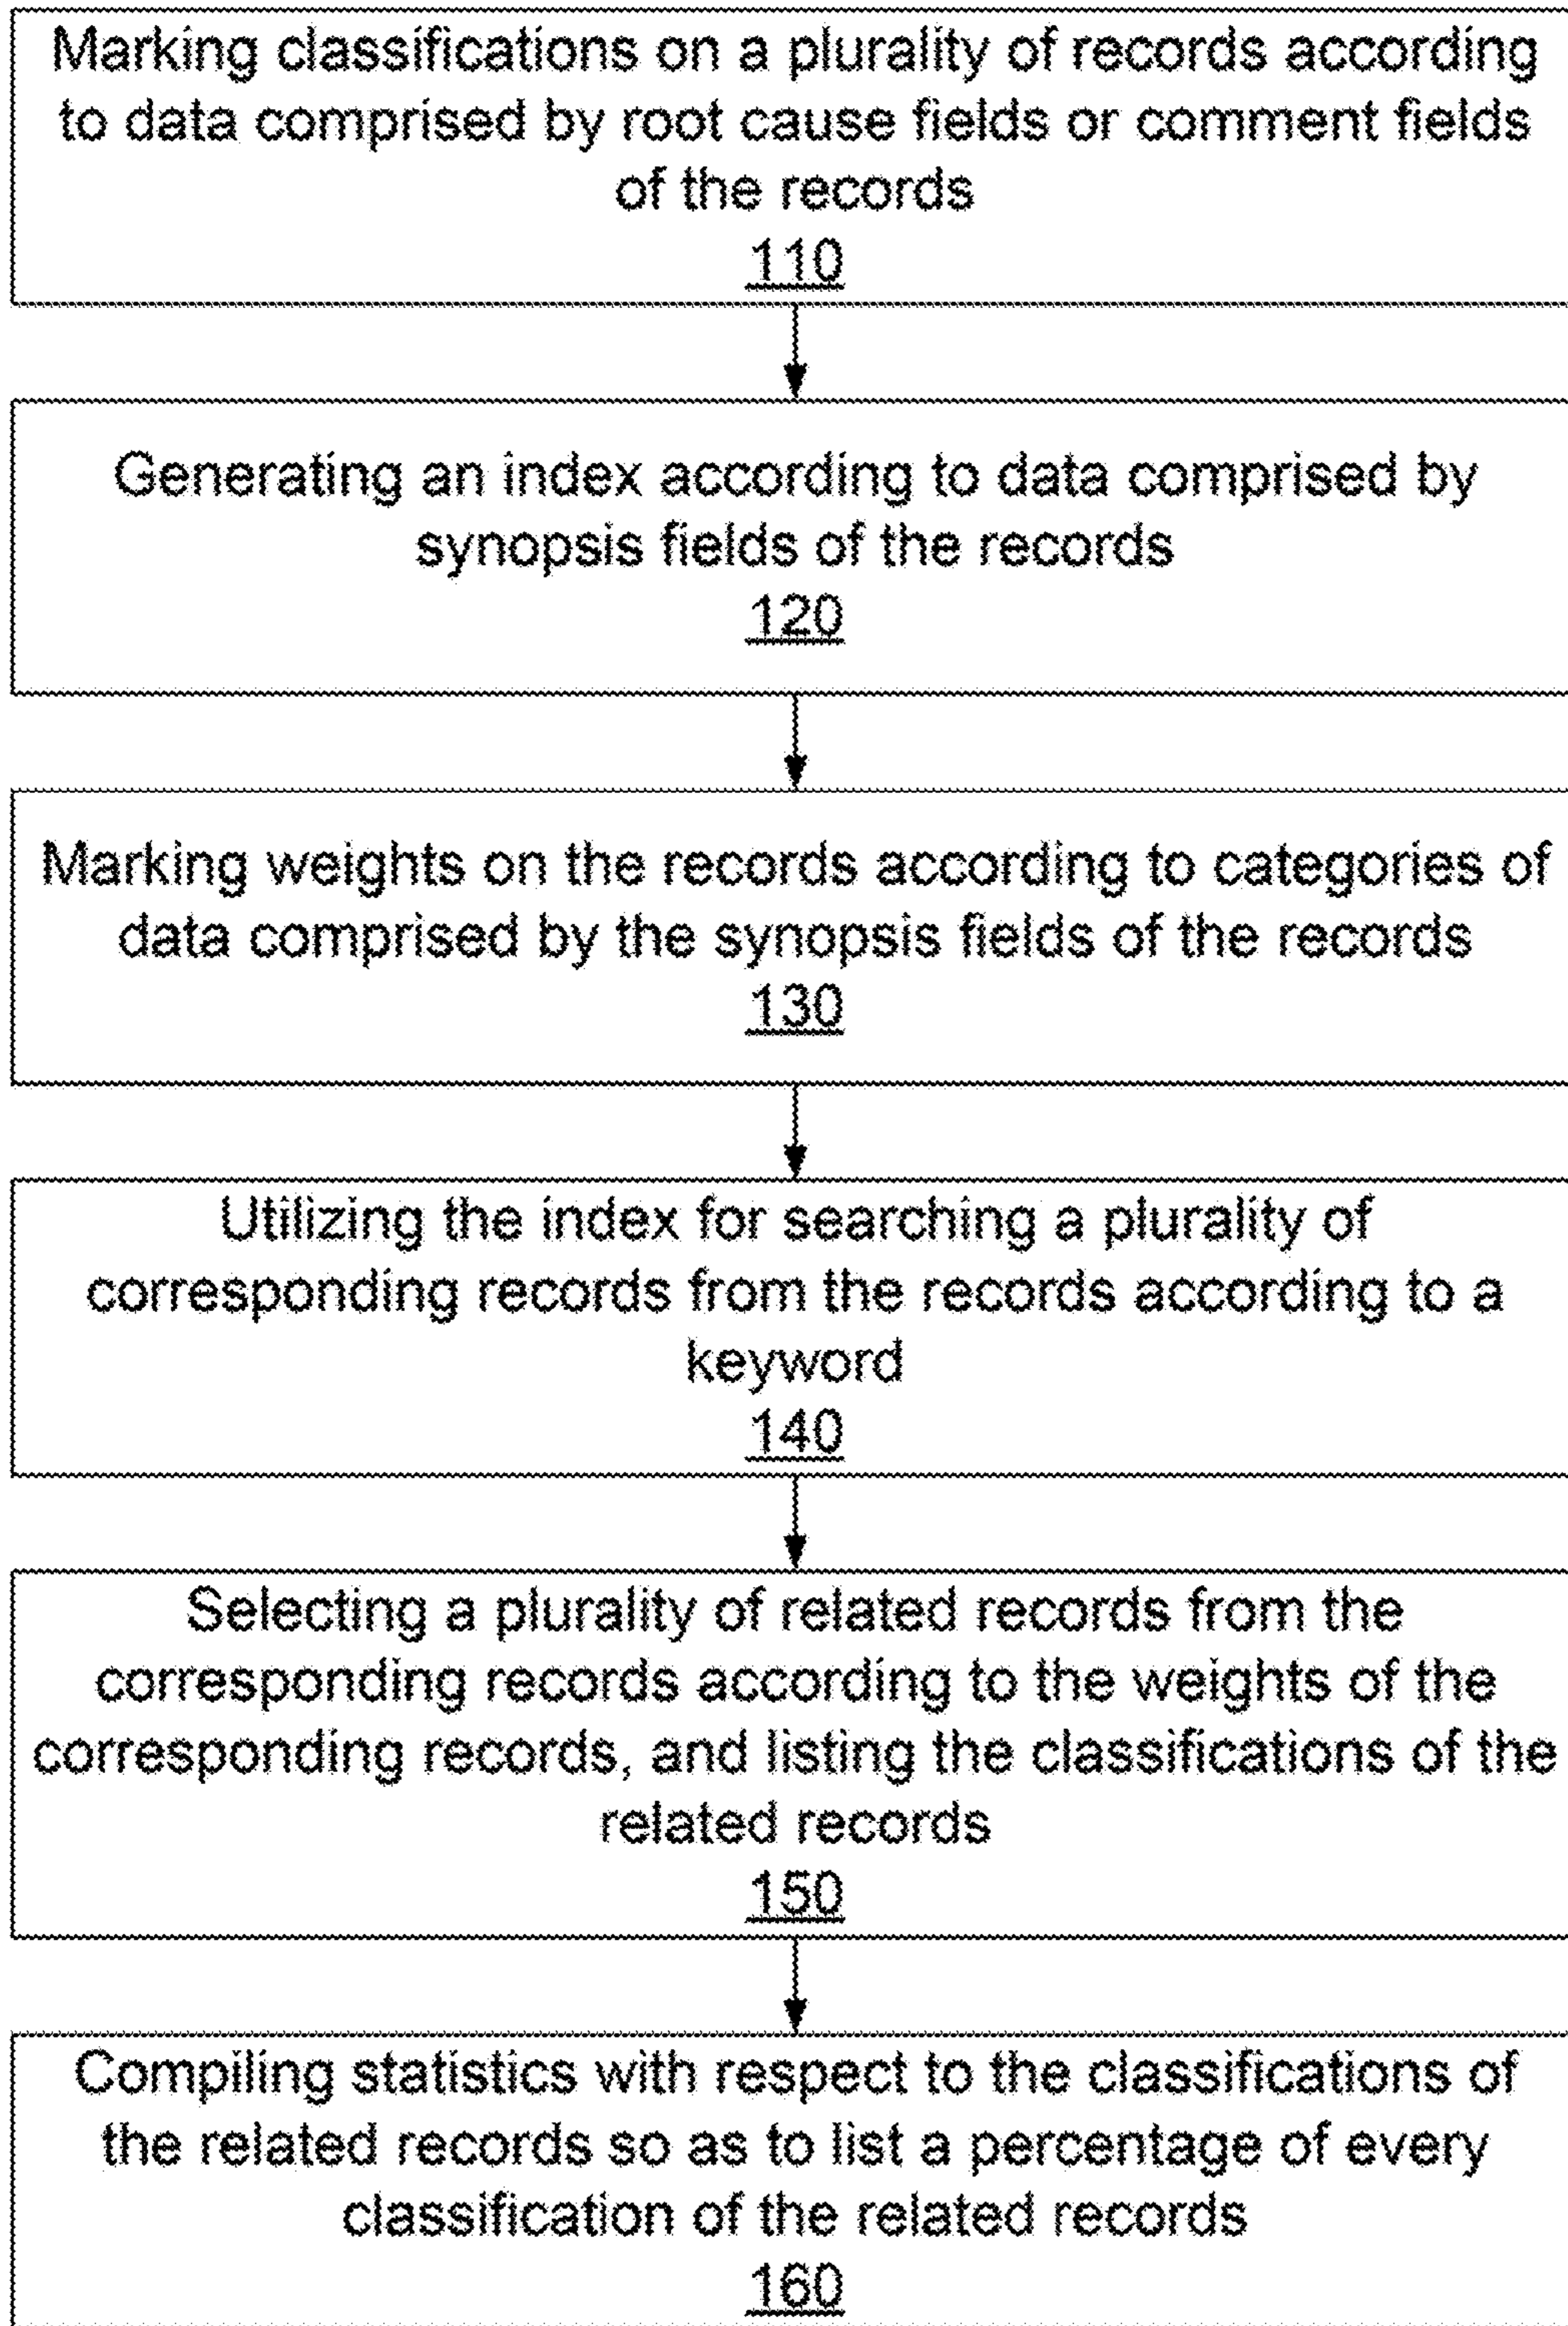 Marking classifications on a plurality of records according
to data comprised by root cause fields or comment fields
of the records
110
Generating an index according to data comprised by
synopsis fields of the records
120
Marking weights on the records according to categories of
data comprised by the synopsis fields of the records
130
Utilizing the index for searching a plurality of
corresponding records from the records according to a
keyword
140
Selecting a plurality of related records from the
corresponding records according to the weights of the
corresponding records, and listing the classifications of the
related records
150
Compiling statistics with respect to the classifications of
the related records so as to list a percentage of every
classification of the related records
160